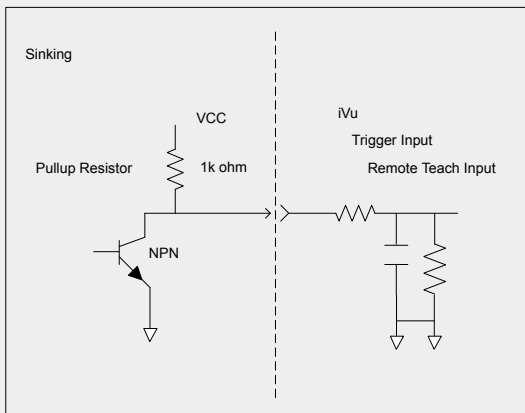 Sinking
VCC
iVu
Trigger Input
Pullup Resistor
1k ohm
Remote Teach Input
NPN